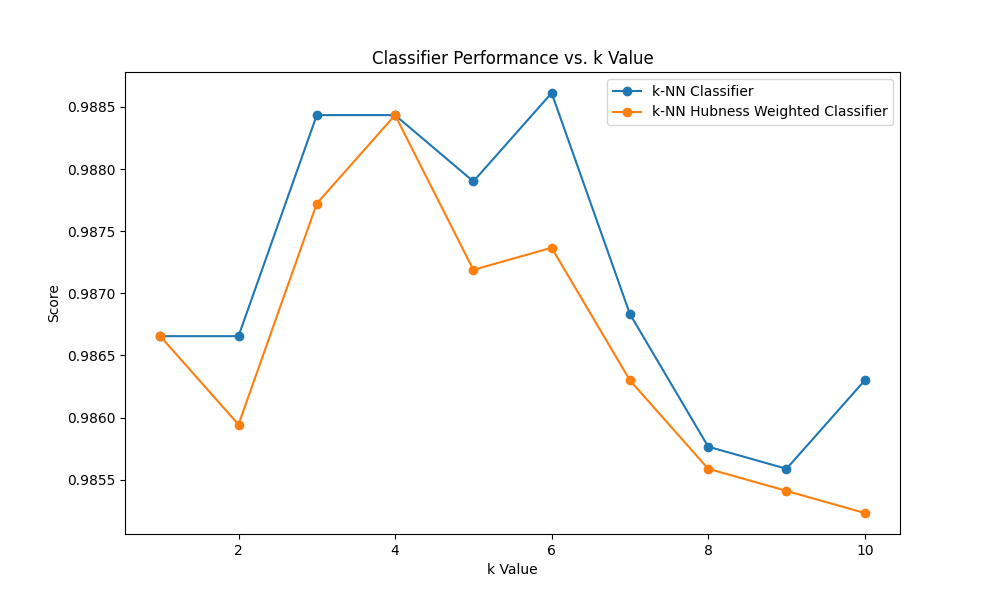 Classifier Performance vs. k Value
k-NN Classifier
k-NN Hubness Weighted Classifier
0.9885
0.9880
0.9875
0.9870
0.9865
0.9860
0.9855
Score
2 4 6 8 10
k Value